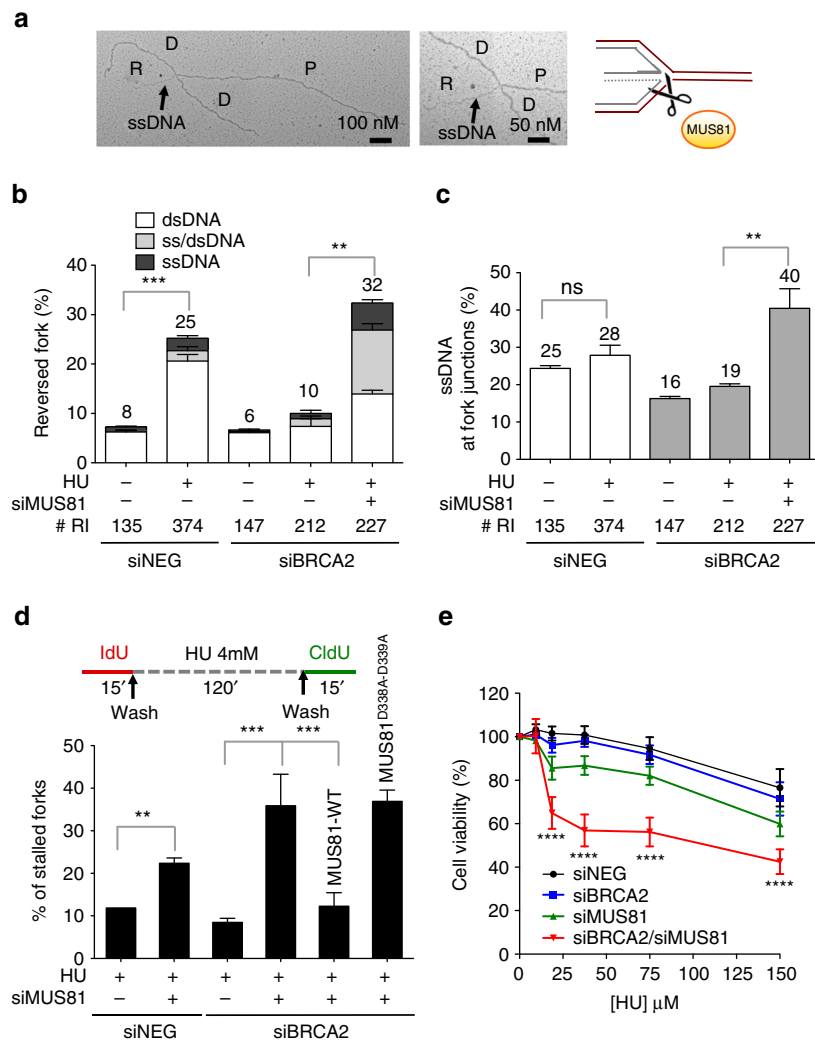 a
D
R
P
D
ssDNA
100 nM
D
R
P
D
ssDNA
50 nM
MUS81
b
dsDNA
ss/dsDNA
ssDNA
Reversed fork (%)
40
30
20
10
0
***
**
8
25
6
10
32
HU – + – + +
siMUS81 +
# RI 135 374 147 212 227
siNEG siBRCA2
c
ssDNA
at fork junctions (%)
50
40
30
20
10
0
ns
**
25
28
16
19
40
HU – + – + +
siMUS81 +
# RI 135 374 147 212 227
siNEG siBRCA2
d
IdU HU 4mM CldU
15′ 120′ 15′
Wash Wash
% of stalled forks
50
40
30
20
10
0
**
*** ***
MUS81-WT
MUS81D338A-D339A
HU + + + + + +
siMUS81 – + – + + +
siNEG siBRCA2
e
Cell viability (%)
120
100
80
60
40
20
0
**** **** **** ****
siNEG
siBRCA2
siMUS81
siBRCA2/siMUS81
0 25 50 75 100 125 150
[HU] μM